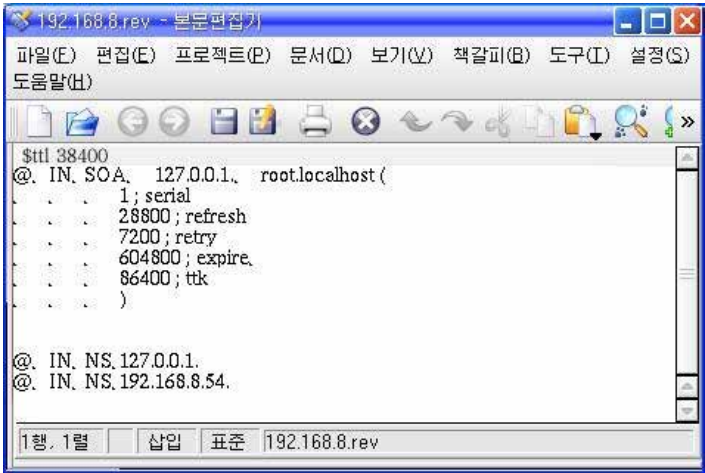 192.168.8.rev - 본문편집기
파일(F) 편집(E) 프로젝트(P) 문서(D) 보기(V) 책갈피(B) 도구(T) 설정(S)
도움말(H)
$ttl 38400
@、 IN、 SOA、 127.0.0.1.、 root.localhost (
1 ; serial
28800 ; refresh
7200 ; retry
604800 ; expire、
86400 ; ttk
)
@、 IN、 NS、 127.0.0.1.
@、 IN、 NS、 192.168.8.54.
1행, 1렬 삽입 표준 192.168.8.rev